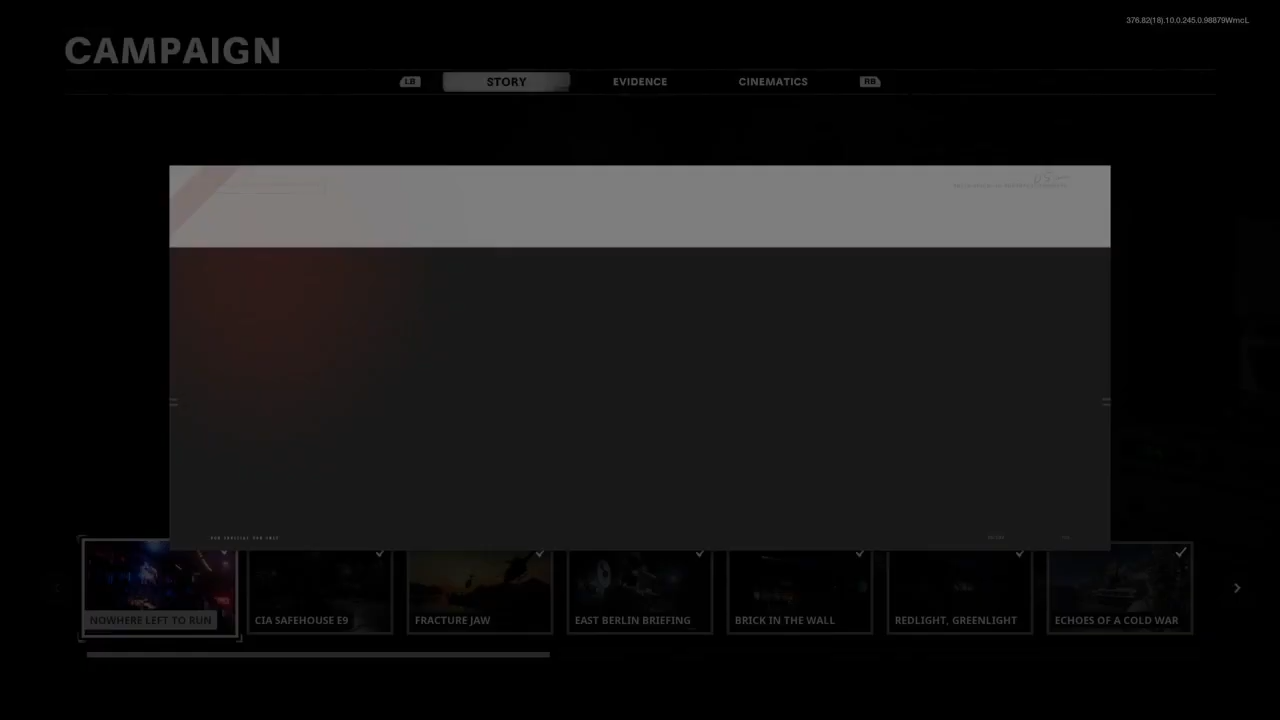 376.82(18).10.0.245.0.98879WmcL
CAMPAIGN
LB
STORY
EVIDENCE
CINEMATICS
RB
NOWHERE LEFT TO RUN
CIA SAFEHOUSE E9
FRACTURE JAW
EAST BERLIN BRIEFING
BRICK IN THE WALL
REDLIGHT, GREENLIGHT
ECHOES OF A COLD WAR